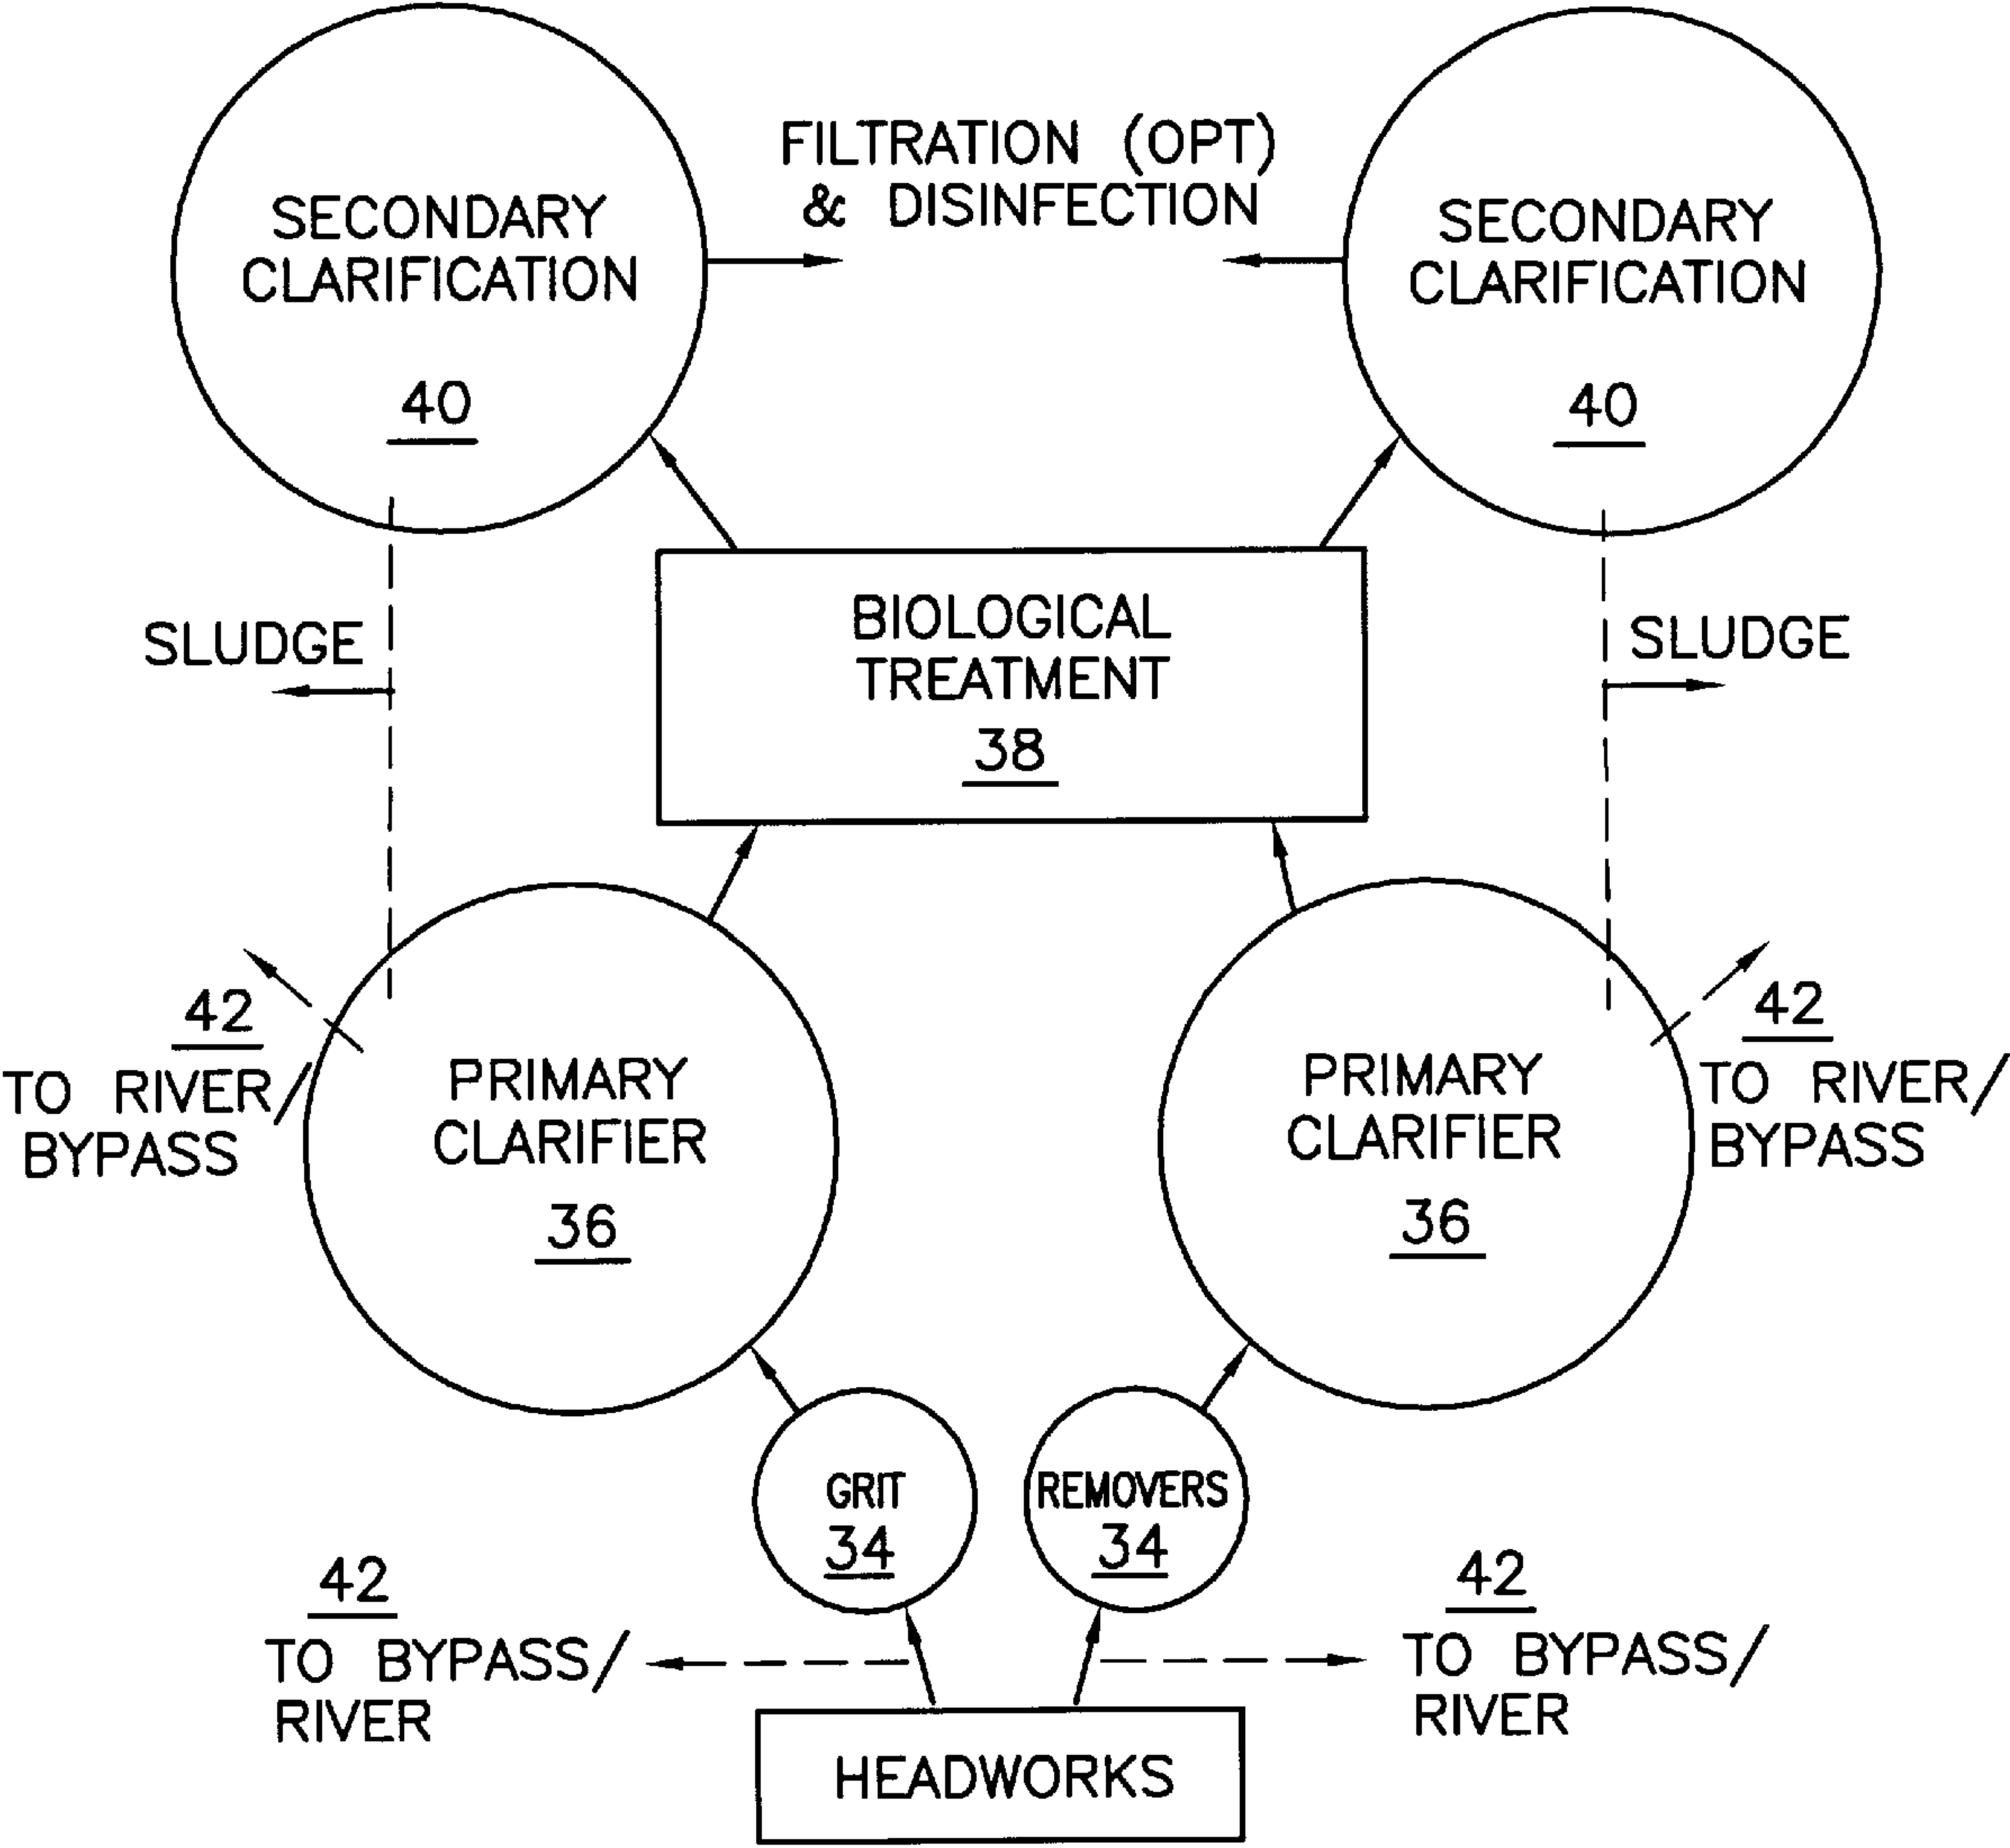 FILTRATION (OPT)
& DISINFECTION
SECONDARY
CLARIFICATION
40
SECONDARY
CLARIFICATION
40
BIOLOGICAL
TREATMENT
38
SLUDGE
SLUDGE
42
TO RIVER/
BYPASS
PRIMARY
CLARIFIER
36
PRIMARY
CLARIFIER
36
42
TO RIVER/
BYPASS
GRIT
34
REMOVERS
34
42
TO BYPASS/
RIVER
42
TO BYPASS/
RIVER
HEADWORKS